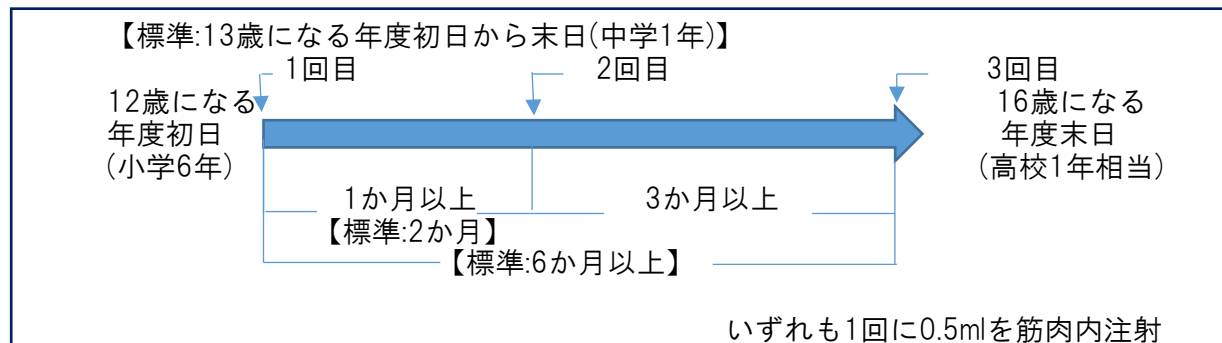 【標準:13歳になる年度初日から末日(中学1年)】
1回目
2回目
3回目
12歳になる
年度初日
(小学6年)
16歳になる
年度末日
(高校1年相当)
1か月以上
3か月以上
【標準:2か月】
【標準:6か月以上】
いずれも1回に0.5mlを筋肉内注射